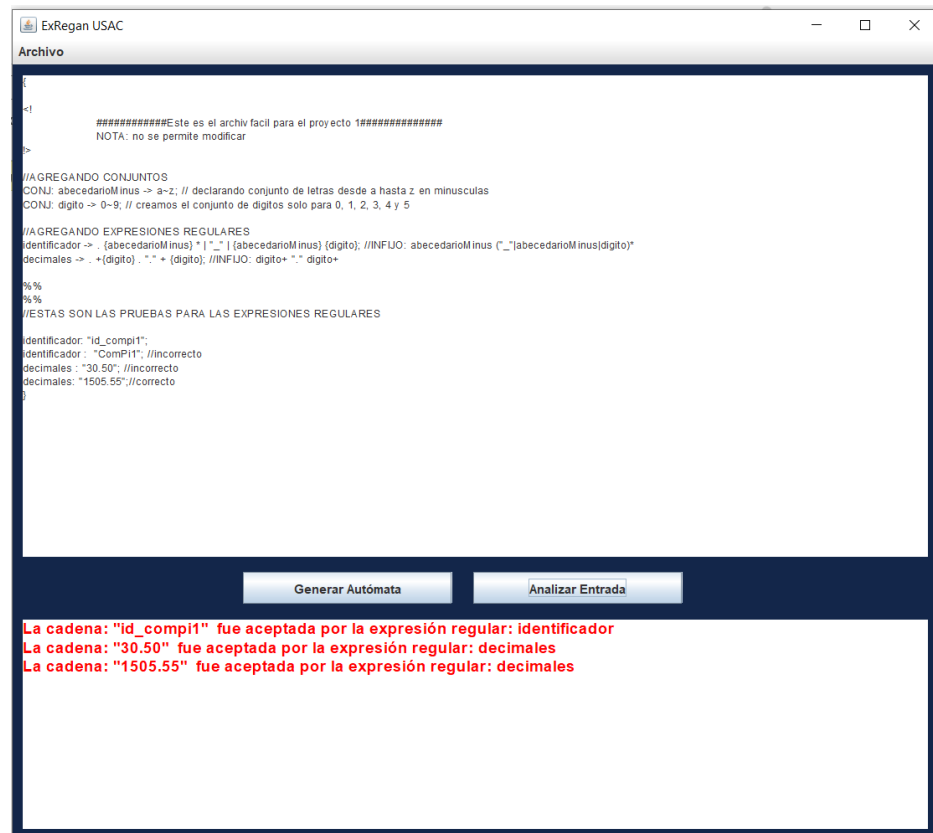 ExRegan USAC
Archivo
{
<!
############Este es el archiv facil para el proyecto 1##############
NOTA: no se permite modificar
!>
//AGREGANDO CONJUNTOS
CONJ: abecedarioMinus -> a~z; // declarando conjunto de letras desde a hasta z en minusculas
CONJ: digito -> 0~9; // creamos el conjunto de digitos solo para 0, 1, 2, 3, 4 y 5
//AGREGANDO EXPRESIONES REGULARES
identificador -> . {abecedarioMinus} * | "_" | {abecedarioMinus} {digito}; //INFIJO: abecedarioMinus ("_"|abecedarioMinus|digito)*
decimales -> . +{digito} . "." + {digito}; //INFIJO: digito+ "." digito+
%%
%%
//ESTAS SON LAS PRUEBAS PARA LAS EXPRESIONES REGULARES
identificador: "id_compi1";
identificador : "ComPi1"; //incorrecto
decimales : "30.50"; //incorrecto
decimales: "1505.55";//correcto
}
Generar Autómata Analizar Entrada
La cadena: "id_compi1" fue aceptada por la expresión regular: identificador
La cadena: "30.50" fue aceptada por la expresión regular: decimales
La cadena: "1505.55" fue aceptada por la expresión regular: decimales